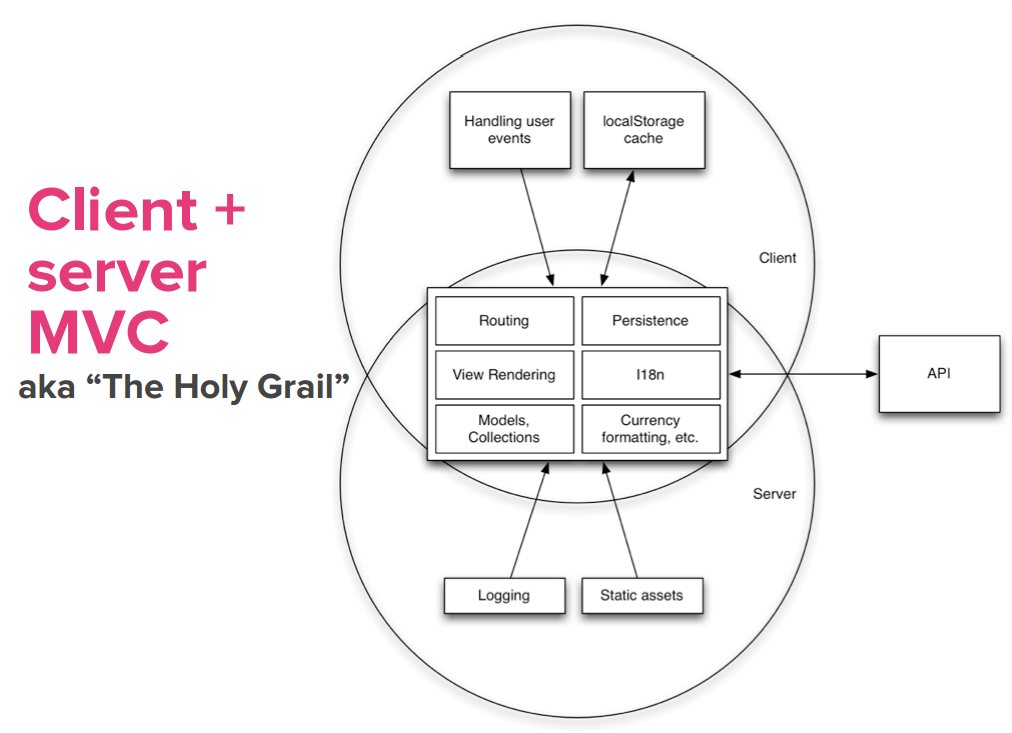 Client +
server
MVC
aka “The Holy Grail”
Handling user
events
localStorage
cache
Client
Routing
Persistence
View Rendering
I18n
Models,
Collections
Currency
formatting, etc.
API
Server
Logging
Static assets